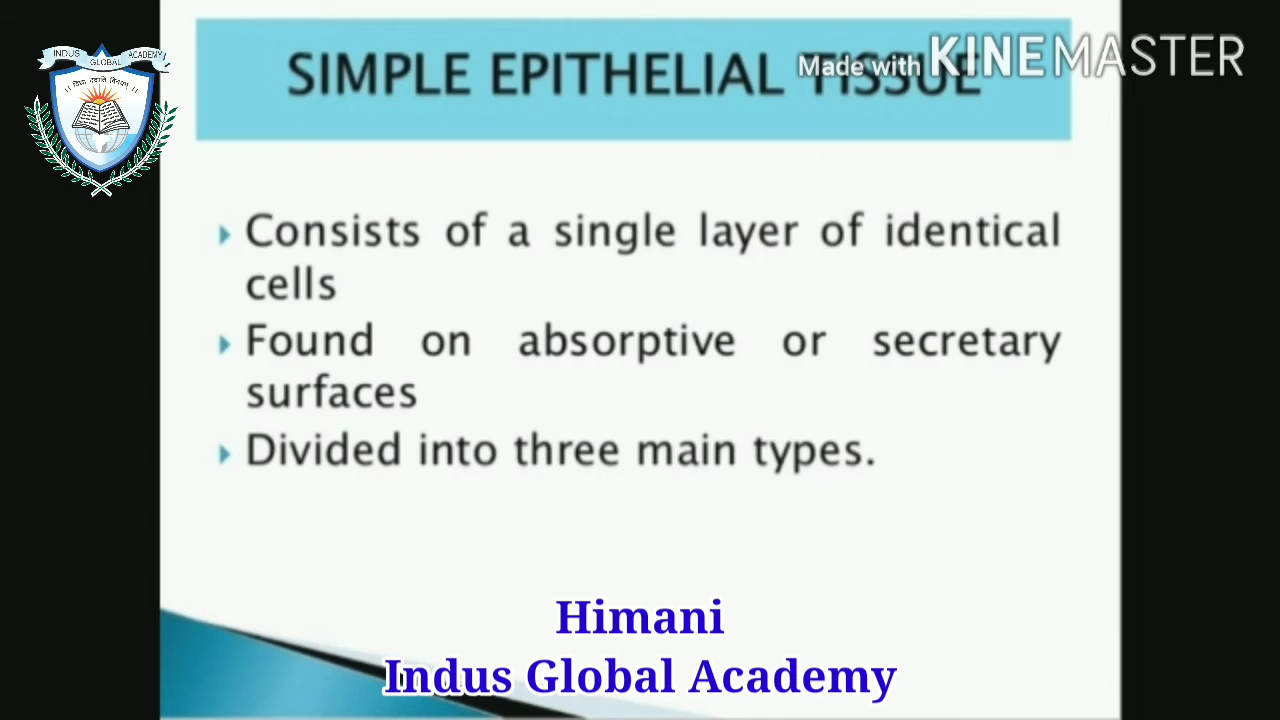 INDUS GLOBAL ACADEMY
SIMPLE EPITHELIAL TISSUE
Made with KINEMASTER
Consists of a single layer of identical
cells
Found on absorptive or secretary
surfaces
Divided into three main types.
Himani
Indus Global Academy